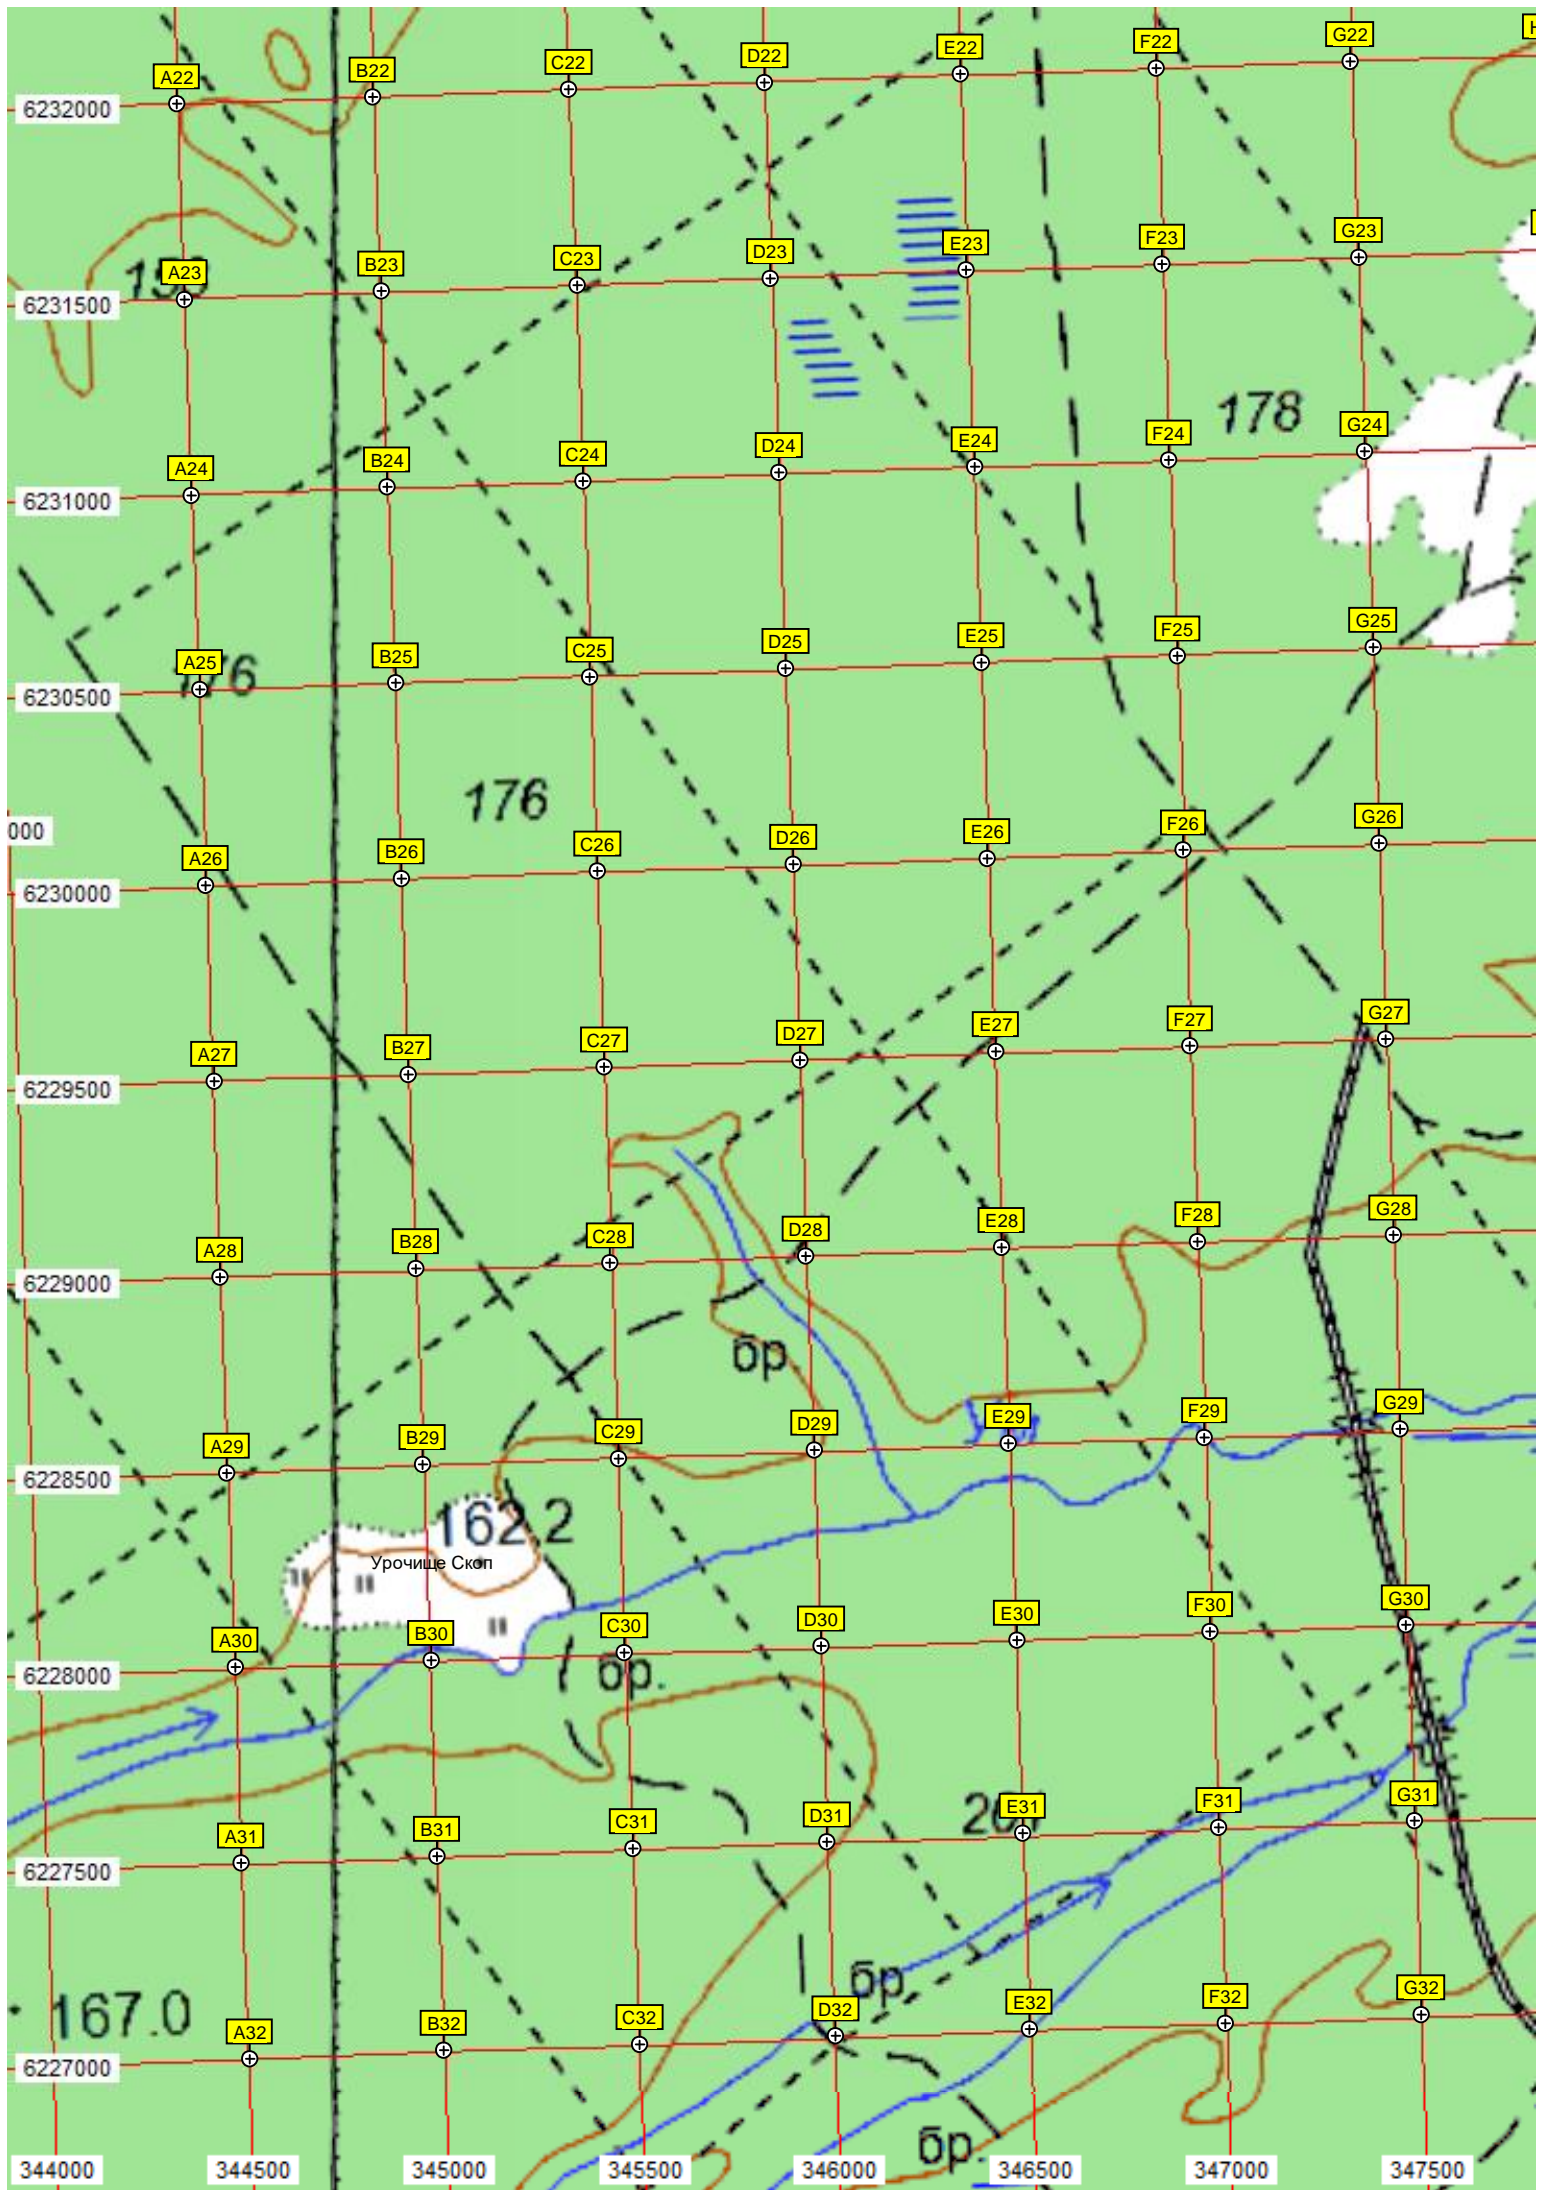 A22 B22 C22 D22 E22 F22 G22
6232000
A23 B23 C23 D23 E23 F23 G23
6231500
178
A24 B24 C24 D24 E24 F24 G24
6231000
A25 B25 C25 D25 E25 F25 G25
6230500
176
000
A26 B26 C26 D26 E26 F26 G26
6230000
A27 B27 C27 D27 E27 F27 G27
6229500
A28 B28 C28 D28 E28 F28 G28
6229000
бр
A29 B29 C29 D29 E29 F29 G29
6228500
162.2
Урочище Скоп
A30 B30 C30 D30 E30 F30 G30
6228000
бр.
A31 B31 C31 D31 E31 F31 G31
6227500
бр
167.0
A32 B32 C32 D32 E32 F32 G32
6227000
бр.
344000 344500 345000 345500 346000 346500 347000 347500